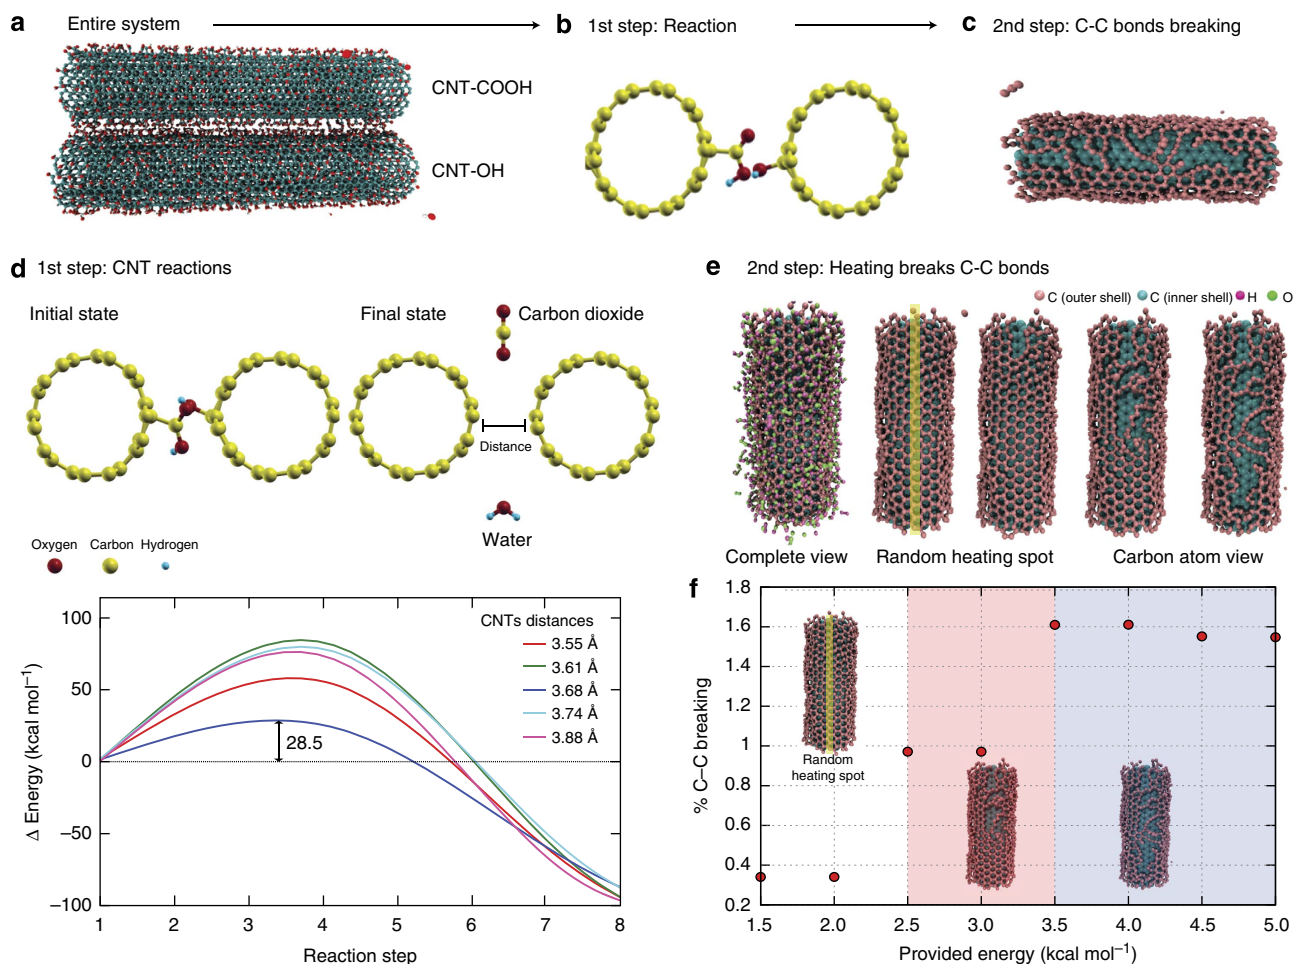 a Entire system
CNT-COOH
CNT-OH
b 1st step: Reaction
c 2nd step: C-C bonds breaking
d 1st step: CNT reactions
Initial state
Final state
Carbon dioxide
Distance
Water
Oxygen Carbon Hydrogen
100
50
0
−50
−100
Δ Energy (kcal mol−1)
CNTs distances
3.55 Å
3.61 Å
3.68 Å
3.74 Å
3.88 Å
28.5
1 2 3 4 5 6 7 8
Reaction step
e 2nd step: Heating breaks C-C bonds
C (outer shell) C (inner shell) H O
Complete view
Random heating spot
Carbon atom view
f
1.8
1.6
1.4
1.2
1
0.8
0.6
0.4
0.2
% C–C breaking
Random
heating spot
1.5 2.0 2.5 3.0 3.5 4.0 4.5 5.0
Provided energy (kcal mol−1)